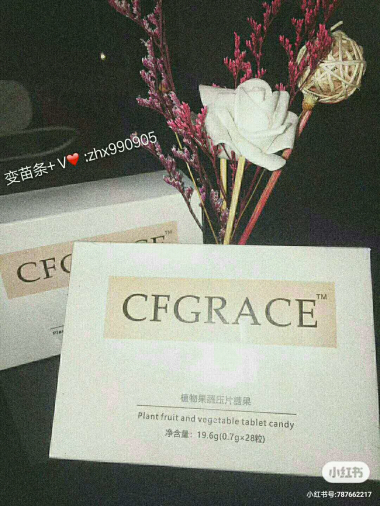 变苗条+ V❤️ :zhx990905
CFGRACE™
CFGRACE™
植物果蔬压片糖果
Plant fruit and vegetable tablet candy
净含量：19.6g(0.7g×28粒)
小红书
小红书号:787662217